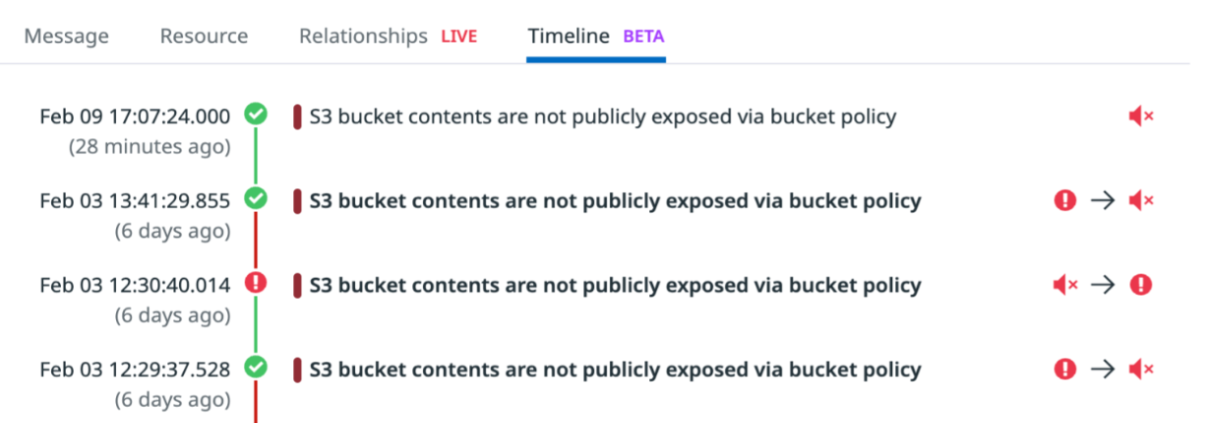 Message Resource Relationships LIVE Timeline BETA
Feb 09 17:07:24.000 S3 bucket contents are not publicly exposed via bucket policy
(28 minutes ago)
Feb 03 13:41:29.855 S3 bucket contents are not publicly exposed via bucket policy
(6 days ago)
Feb 03 12:30:40.014 S3 bucket contents are not publicly exposed via bucket policy
(6 days ago)
Feb 03 12:29:37.528 S3 bucket contents are not publicly exposed via bucket policy
(6 days ago)